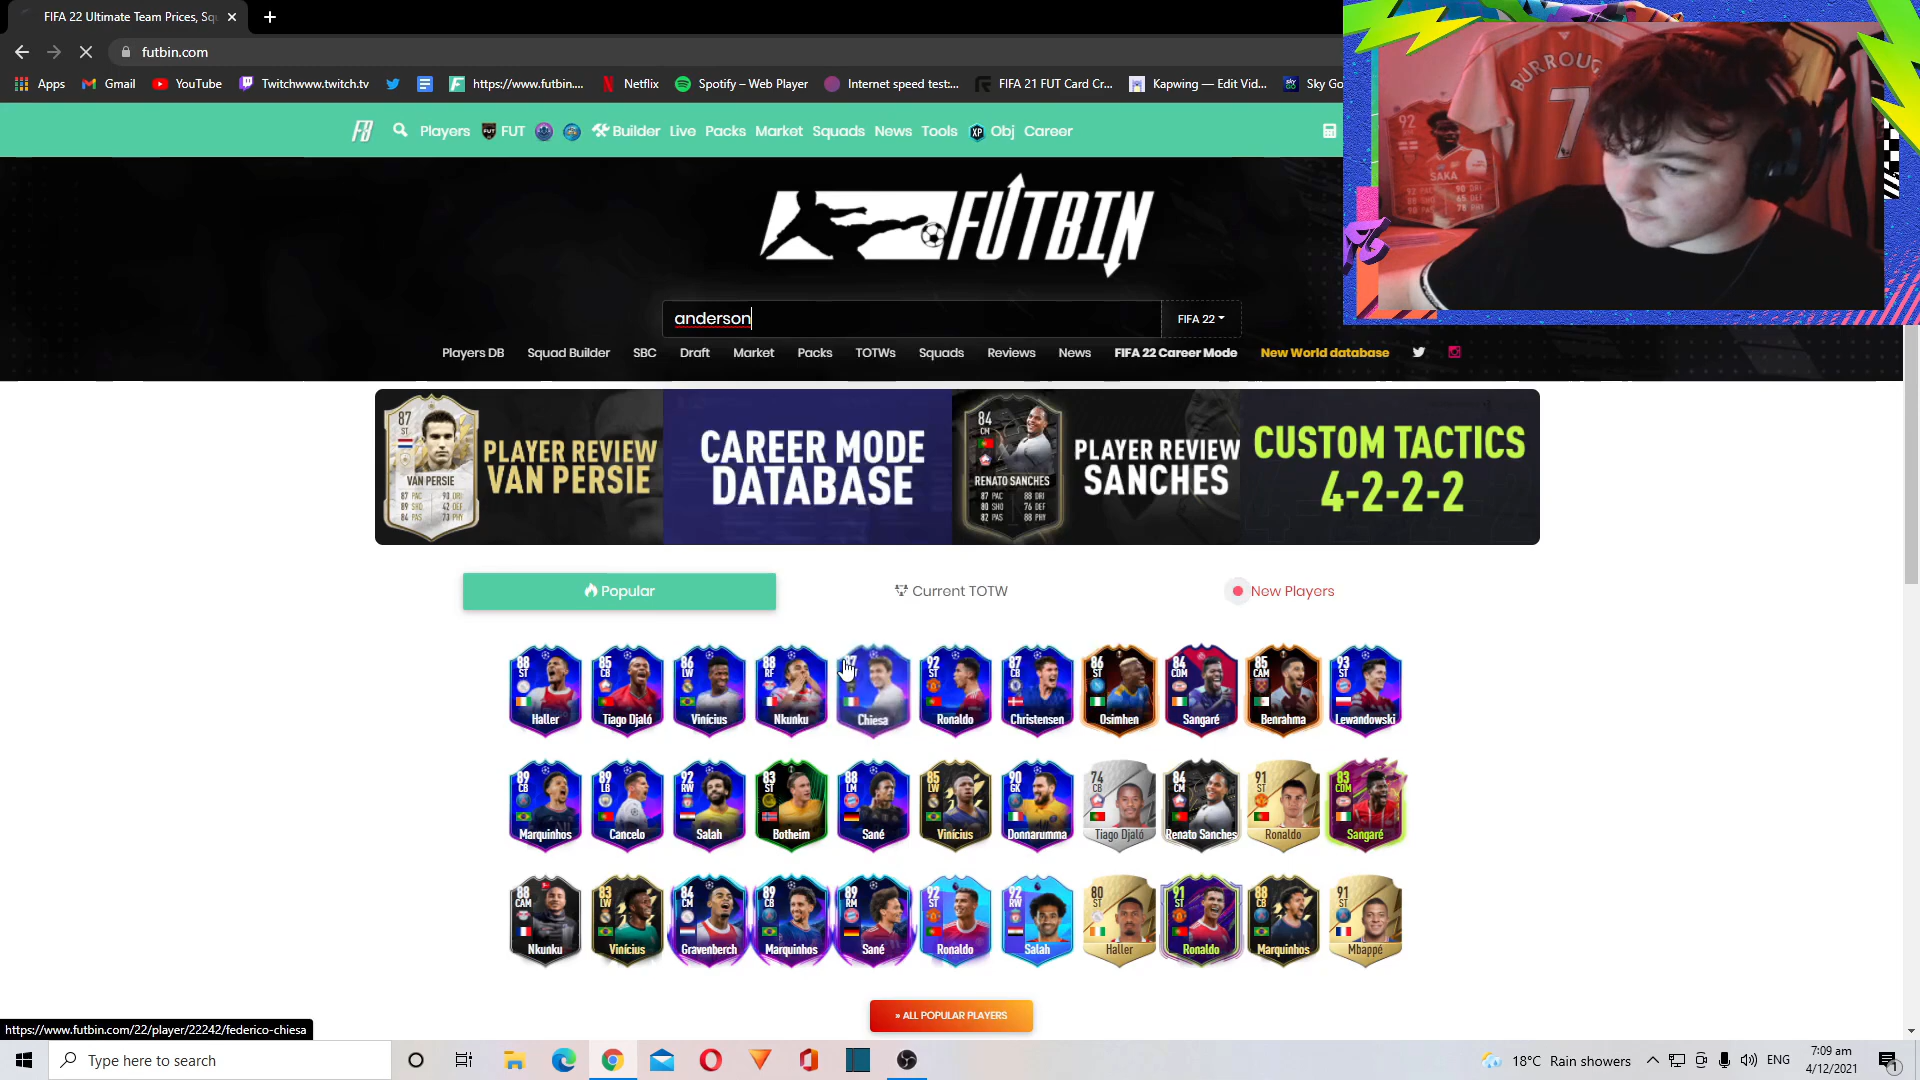 FIFA 22 Ultimate Team Prices, Squ
futbin.com
Apps Gmail YouTube Twitchwww.twitch.tv https://www.futbin.... Netflix Spotify – Web Player Internet speed test:... FIFA 21 FUT Card Cr... Kapwing — Edit Vid... Sky Go
BURROUG
7
92
SAKA
FB Players FUT Builder Live Packs Market Squads News Tools XP Obj Career
FUTBIN
anderson
FIFA 22
Players DB Squad Builder SBC Draft Market Packs TOTWs Squads Reviews News FIFA 22 Career Mode New World database
87 ST VAN PERSIE
87 PAC 90 DRI
89 SHO 42 DEF
84 PAS 73 PHY
PLAYER REVIEW
VAN PERSIE
CAREER MODE
DATABASE
84 CM RENATO SANCHES
87 PAC 88 DRI
80 SHO 76 DEF
82 PAS 88 PHY
PLAYER REVIEW
SANCHES
CUSTOM TACTICS
4-2-2-2
Popular Current TOTW New Players
88 ST 85 CB 86 LW 88 RF 87 92 ST 87 CB 86 ST 84 CDM 85 CAM 93 ST
Haller Tiago Djaló Vinícius Nkunku Chiesa Ronaldo Christensen Osimhen Sangaré Benrahma Lewandowski
89 CB 89 LB 92 RW 83 ST 88 LM 85 LW 90 GK 74 CB 84 CM 91 ST 83 CDM
Marquinhos Cancelo Salah Botheim Sané Vinícius Donnarumma Tiago Djaló Renato Sanches Ronaldo Sangaré
88 CAM 83 LW 84 CM 89 CB 89 RM 92 ST 92 RW 80 ST 91 ST 88 CB 91 ST
Nkunku Vinícius Gravenberch Marquinhos Sané Ronaldo Salah Haller Ronaldo Marquinhos Mbappé
» ALL POPULAR PLAYERS
https://www.futbin.com/22/player/22242/federico-chiesa
Type here to search
18°C Rain showers
ENG
7:09 am
4/12/2021
1